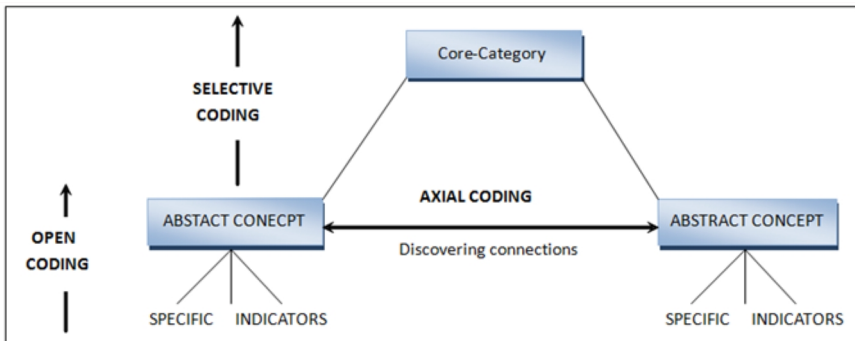 Core-Category
SELECTIVE
CODING
AXIAL CODING
ABSTACT CONECPT
ABSTRACT CONCEPT
OPEN
CODING
Discovering connections
SPECIFIC INDICATORS
SPECIFIC INDICATORS